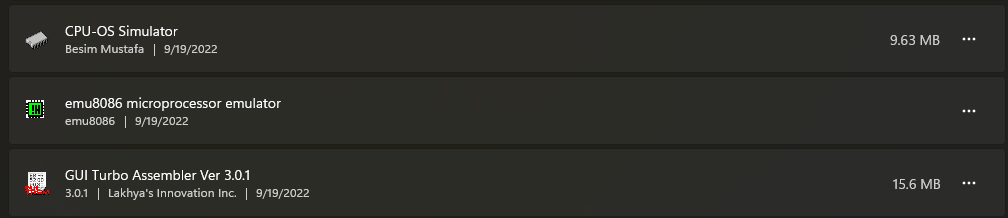 CPU-OS Simulator
Besim Mustafa | 9/19/2022
9.63 MB
emu8086 microprocessor emulator
emu8086 | 9/19/2022
GUI Turbo Assembler Ver 3.0.1
3.0.1 | Lakhya's Innovation Inc. | 9/19/2022
15.6 MB